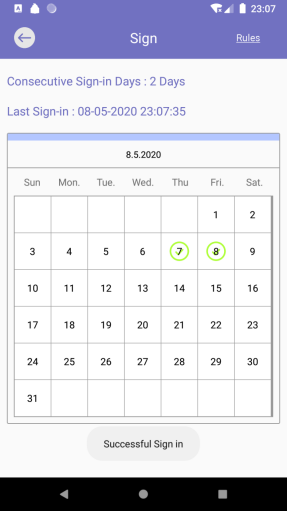 23:07
Sign
Rules
Consecutive Sign-in Days : 2 Days
Last Sign-in : 08-05-2020 23:07:35
8.5.2020
Sun Mon. Tue. Wed. Thu Fri. Sat.
1 2
3 4 5 6 7 8 9
10 11 12 13 14 15 16
17 18 19 20 21 22 23
24 25 26 27 28 29 30
31
Successful Sign in